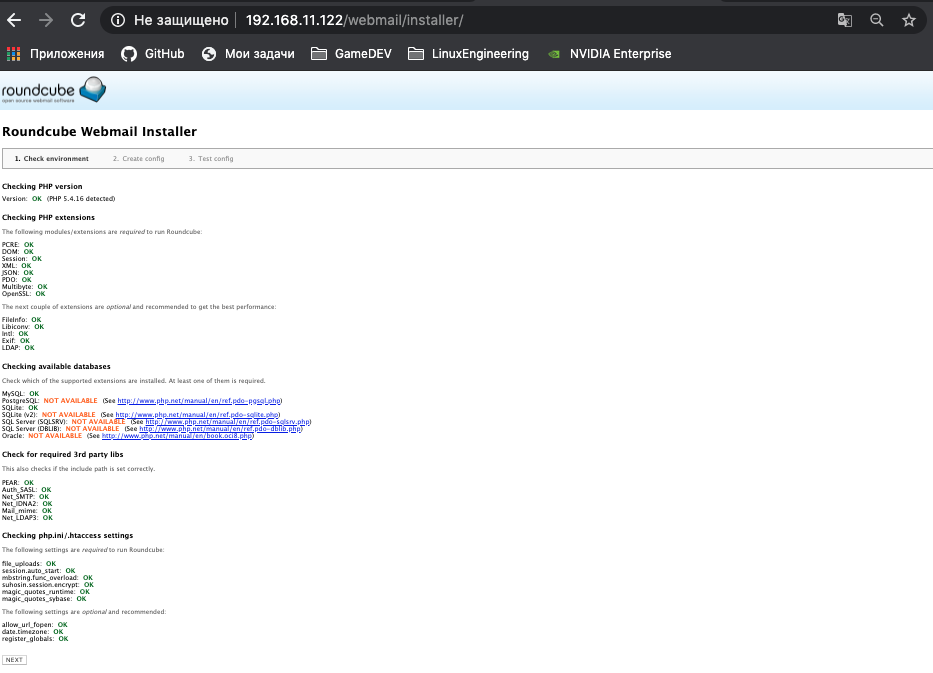 Не защищено 192.168.11.122/webmail/installer/
Приложения GitHub Мои задачи GameDEV LinuxEngineering NVIDIA Enterprise
roundcube
open source webmail software
Roundcube Webmail Installer
1. Check environment 2. Create config 3. Test config
Checking PHP version
Version: OK (PHP 5.4.16 detected)
Checking PHP extensions
The following modules/extensions are required to run Roundcube:
PCRE: OK
DOM: OK
Session: OK
XML: OK
JSON: OK
PDO: OK
Multibyte: OK
OpenSSL: OK
The next couple of extensions are optional and recommended to get the best performance:
FileInfo: OK
Libiconv: OK
Intl: OK
Exif: OK
LDAP: OK
Checking available databases
Check which of the supported extensions are installed. At least one of them is required.
MySQL: OK
PostgreSQL: NOT AVAILABLE (See http://www.php.net/manual/en/ref.pdo-pgsql.php)
SQLite: OK
SQLite (v2): NOT AVAILABLE (See http://www.php.net/manual/en/ref.pdo-sqlite.php)
SQL Server (SQLSRV): NOT AVAILABLE (See http://www.php.net/manual/en/ref.pdo-sqlsrv.php)
SQL Server (DBLIB): NOT AVAILABLE (See http://www.php.net/manual/en/ref.pdo-dblib.php)
Oracle: NOT AVAILABLE (See http://www.php.net/manual/en/book.oci8.php)
Check for required 3rd party libs
This also checks if the include path is set correctly.
PEAR: OK
Auth_SASL: OK
Net_SMTP: OK
Net_IDNA2: OK
Mail_mime: OK
Net_LDAP3: OK
Checking php.ini/.htaccess settings
The following settings are required to run Roundcube:
file_uploads: OK
session.auto_start: OK
mbstring.func_overload: OK
suhosin.session.encrypt: OK
magic_quotes_runtime: OK
magic_quotes_sybase: OK
The following settings are optional and recommended:
allow_url_fopen: OK
date.timezone: OK
register_globals: OK
NEXT